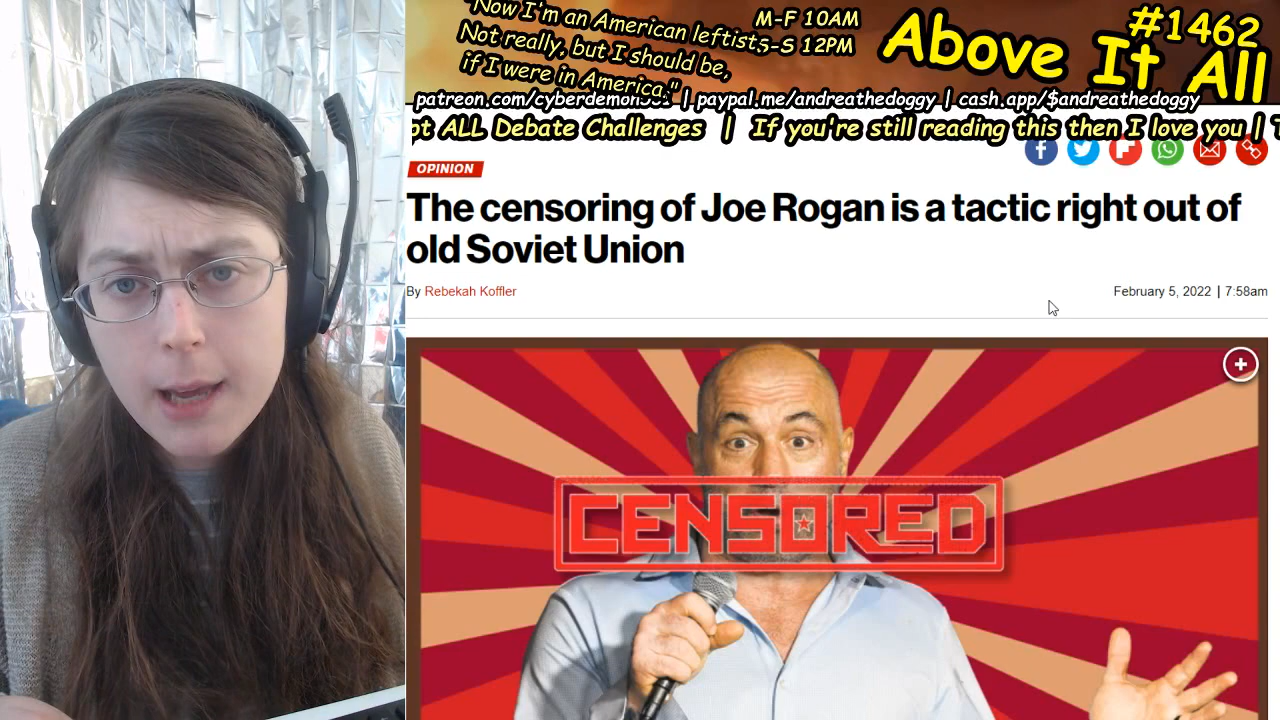 "Now I'm an American leftist.
Not really, but I should be,
if I were in America."
M-F 10AM
S-S 12PM
#1462
Above It All
patreon.com/ | paypal.me/andreathedoggy | cash.app/$andreathedoggy
ALL Debate Challenges | If you're still reading this then I love you |
OPINION
The censoring of Joe Rogan is a tactic right out of
old Soviet Union
By Rebekah Koffler
February 5, 2022 | 7:58am
CENSORED